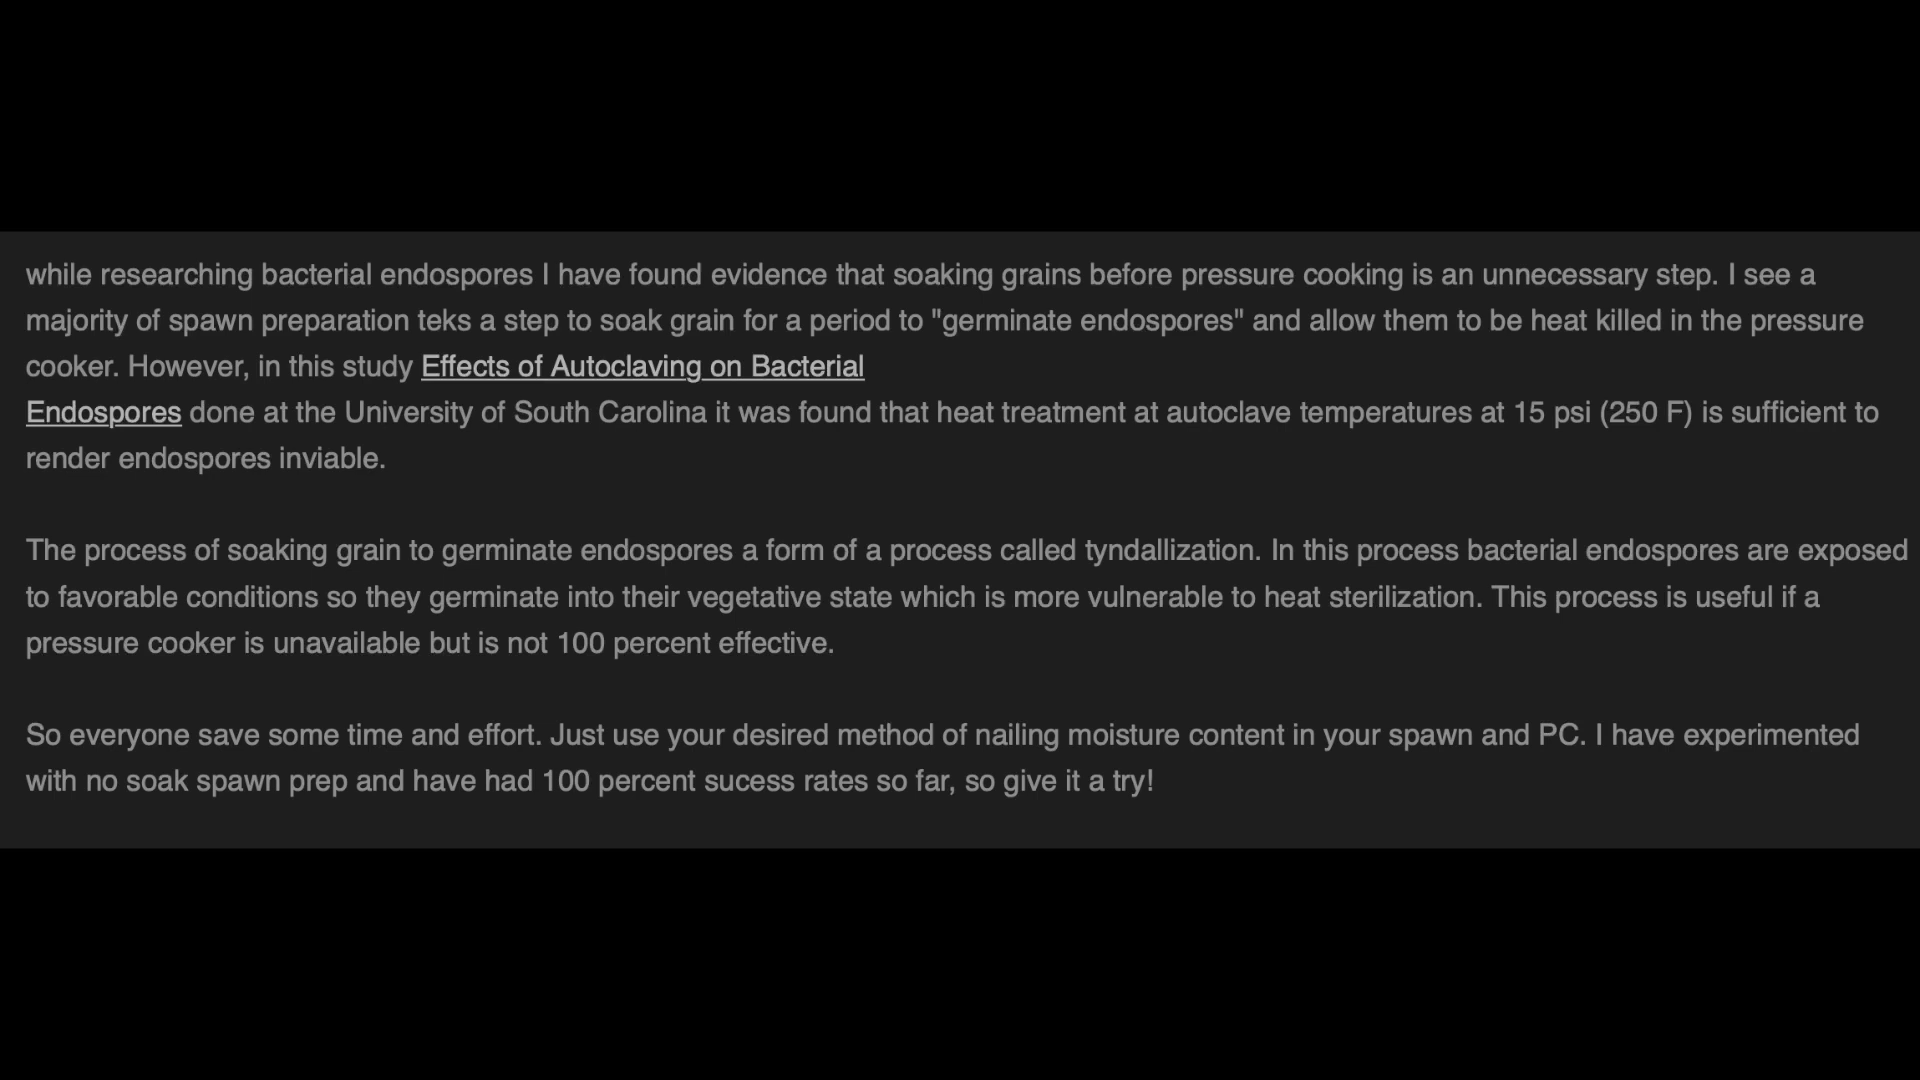 while researching bacterial endospores I have found evidence that soaking grains before pressure cooking is an unnecessary step. I see a
majority of spawn preparation teks a step to soak grain for a period to "germinate endospores" and allow them to be heat killed in the pressure
cooker. However, in this study Effects of Autoclaving on Bacterial
Endospores done at the University of South Carolina it was found that heat treatment at autoclave temperatures at 15 psi (250 F) is sufficient to
render endospores inviable.
The process of soaking grain to germinate endospores a form of a process called tyndallization. In this process bacterial endospores are exposed
to favorable conditions so they germinate into their vegetative state which is more vulnerable to heat sterilization. This process is useful if a
pressure cooker is unavailable but is not 100 percent effective.
So everyone save some time and effort. Just use your desired method of nailing moisture content in your spawn and PC. I have experimented
with no soak spawn prep and have had 100 percent sucess rates so far, so give it a try!